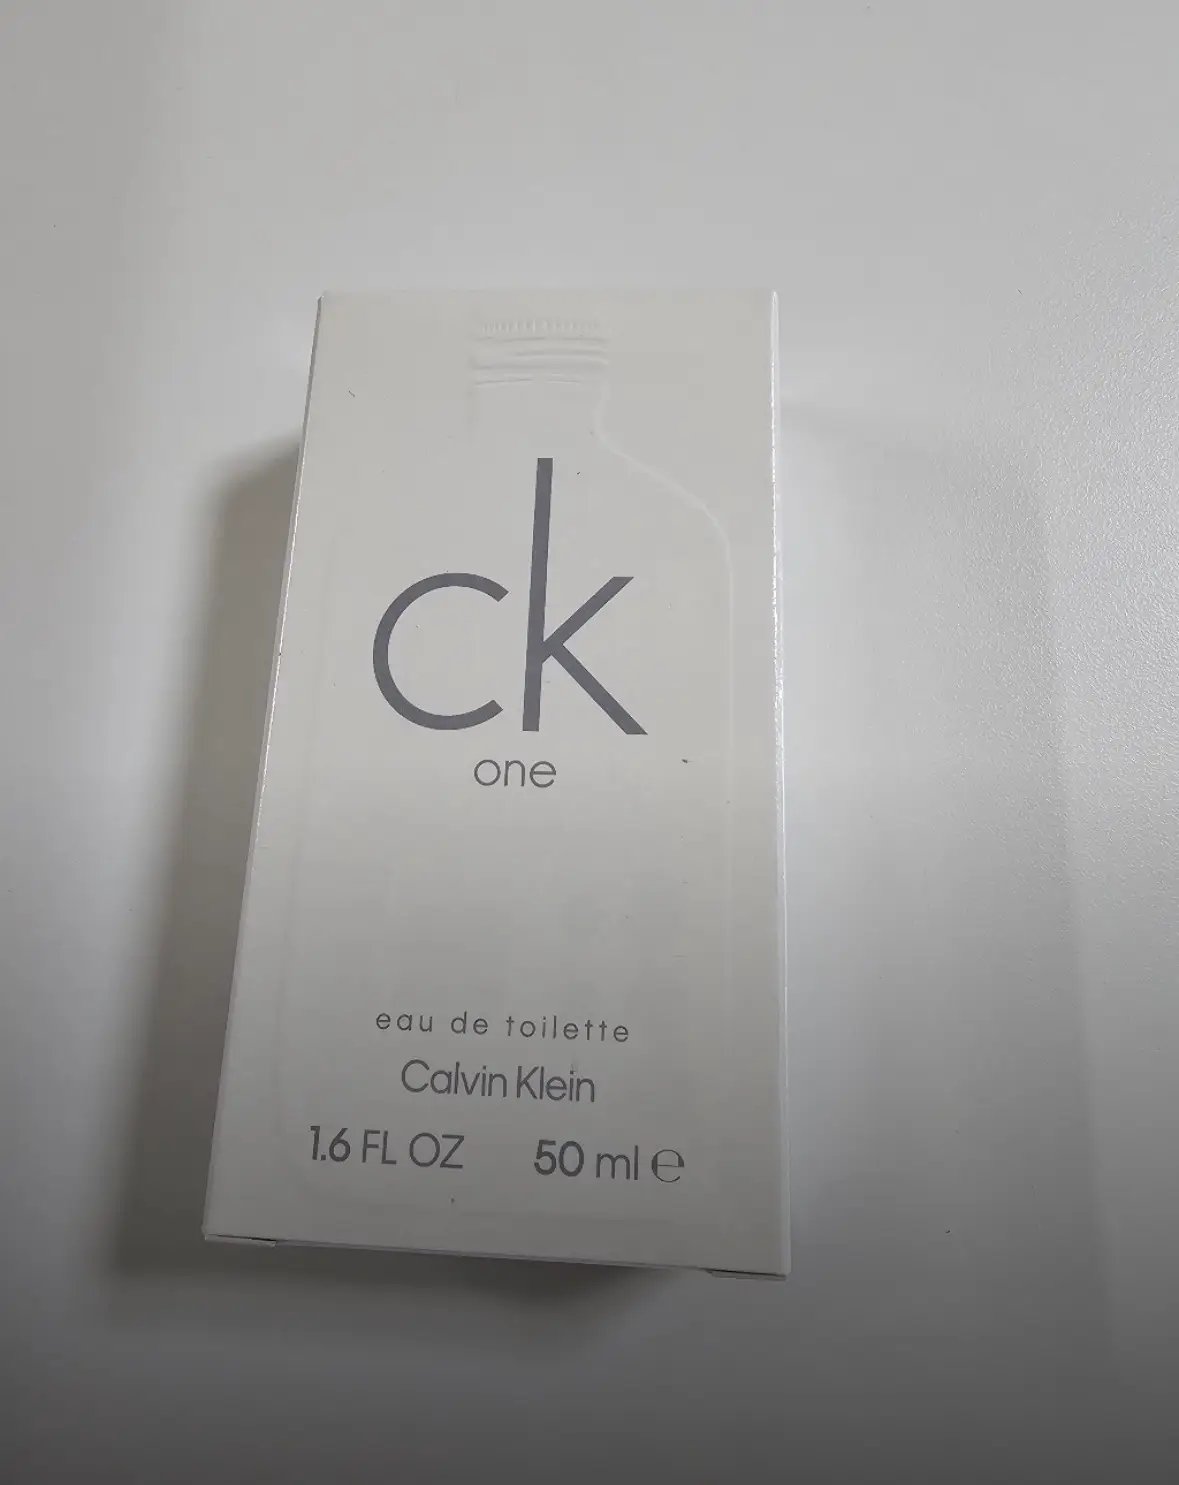 ck
one
eau de toilette
Calvin Klein
1.6 FL OZ 50 ml ℮